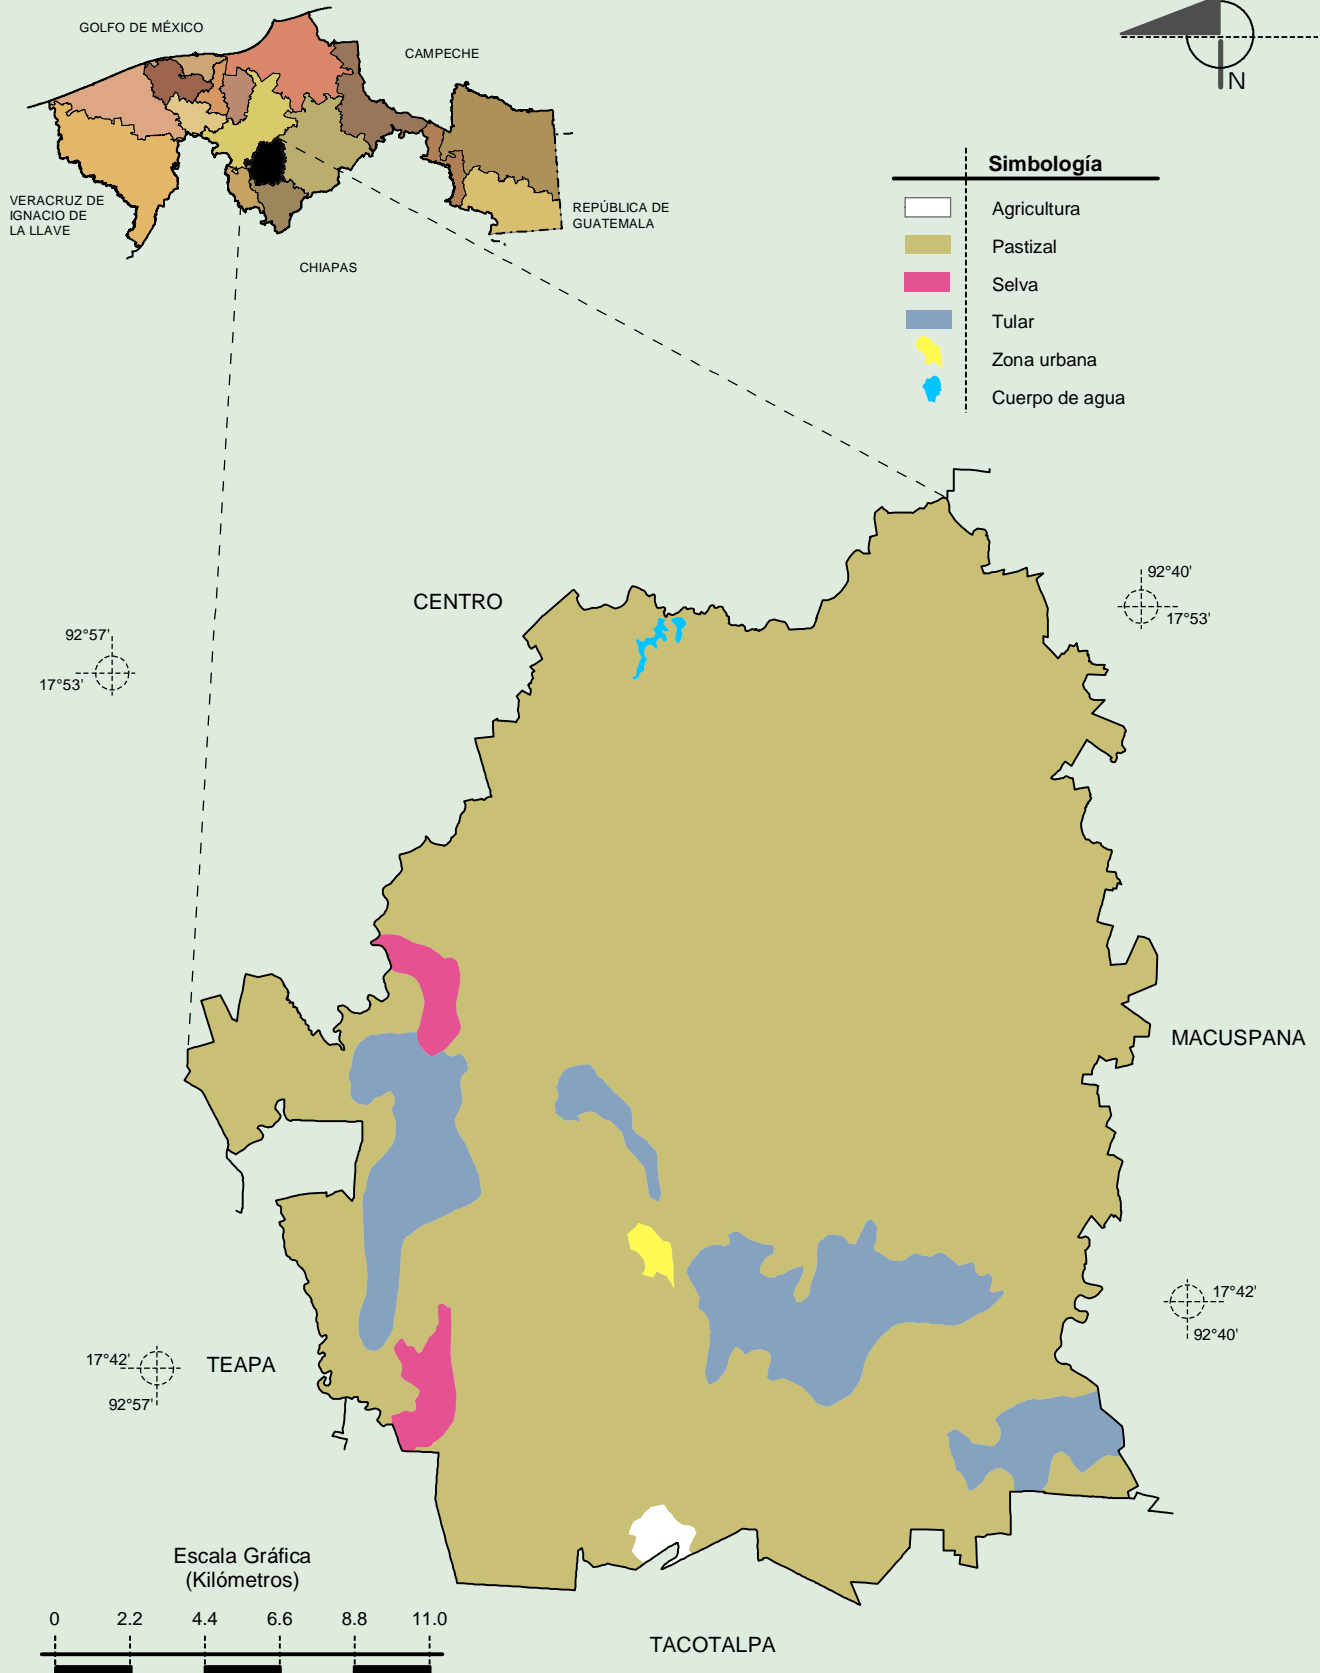 GOLFO DE MÉXICO
CAMPECHE
N
VERACRUZ DE
IGNACIO DE
LA LLAVE
REPÚBLICA DE
GUATEMALA
CHIAPAS
Simbología
Agricultura
Pastizal
Selva
Tular
Zona urbana
Cuerpo de agua
CENTRO
92°40'
17°53'
92°57'
17°53'
MACUSPANA
17°42'
92°40'
17°42'
92°57'
TEAPA
Escala Gráfica
(Kilómetros)
0 2.2 4.4 6.6 8.8 11.0
TACOTALPA